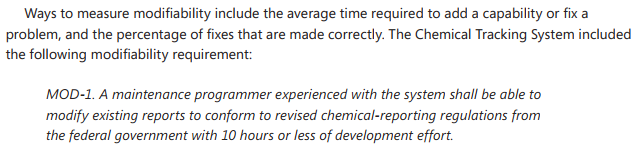 Ways to measure modifiability include the average time required to add a capability or fix a
problem, and the percentage of fixes that are made correctly. The Chemical Tracking System included
the following modifiability requirement:
MOD-1. A maintenance programmer experienced with the system shall be able to
modify existing reports to conform to revised chemical-reporting regulations from
the federal government with 10 hours or less of development effort.